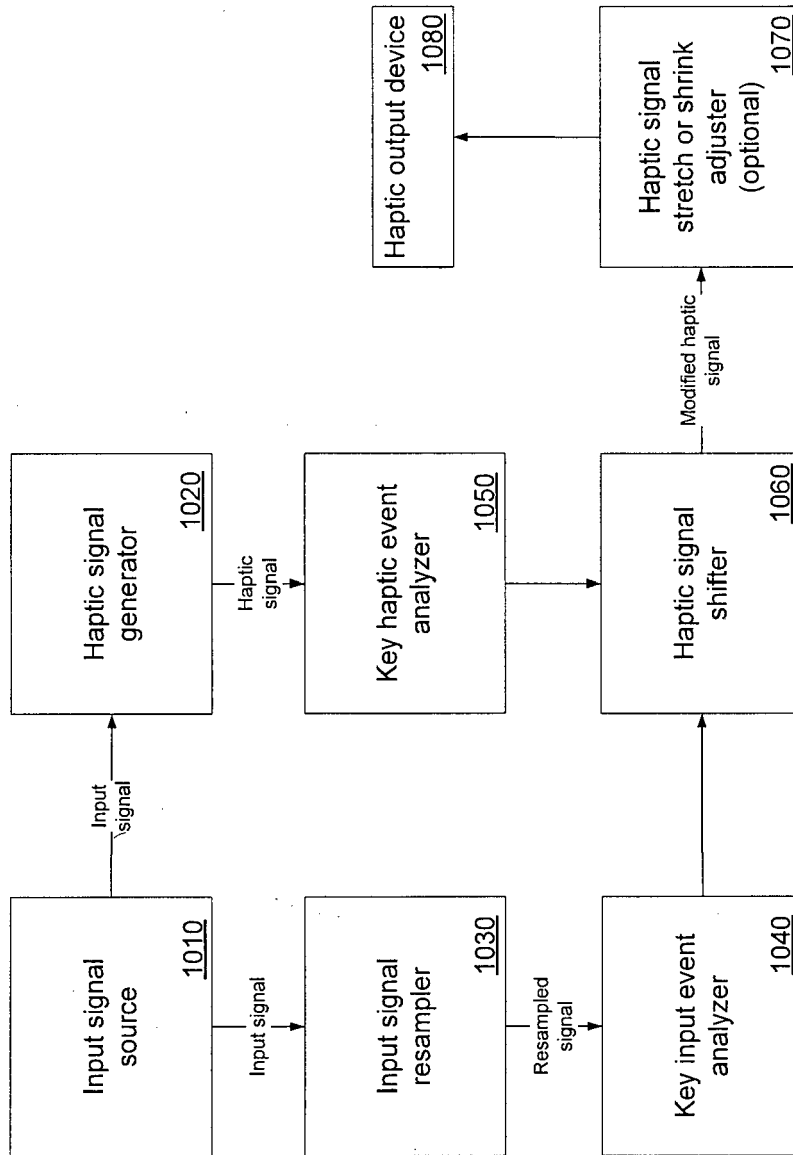 Input signal
source
1010
Input
signal
Haptic signal
generator
1020
Input signal
Haptic
signal
Input signal
resampler
1030
Key haptic event
analyzer
1050
Haptic output device
1080
Resampled
signal
Key input event
analyzer
1040
Haptic signal
shifter
1060
Modified haptic
signal
Haptic signal
stretch or shrink
adjuster
(optional)
1070